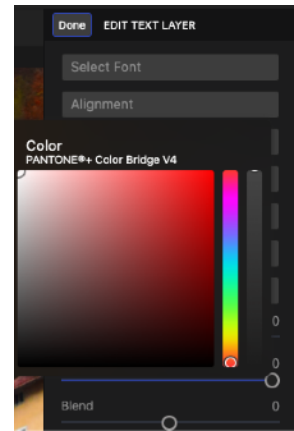 Done EDIT TEXT LAYER
Select Font
Alignment
Color
PANTONE®+ Color Bridge V4
0
0
Blend 0